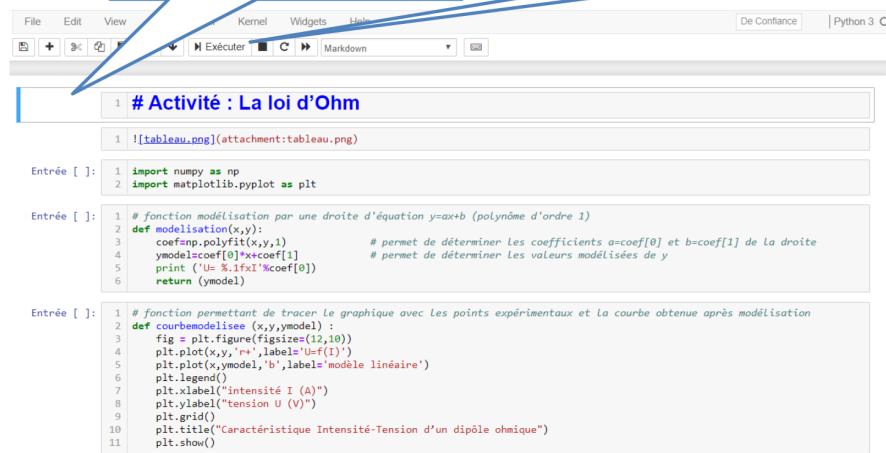 File Edit View Kernel Widgets Help De Confiance Python 3
Exécuter Markdown
1 # Activité : La loi d’Ohm
1 ![tableau.png](attachment:tableau.png)
Entrée [ ]: 1 import numpy as np
2 import matplotlib.pyplot as plt
Entrée [ ]: 1 # fonction modélisation par une droite d'équation y=ax+b (polynôme d'ordre 1)
2 def modelisation(x,y):
3 coef=np.polyfit(x,y,1) # permet de déterminer les coefficients a=coef[0] et b=coef[1] de la droite
4 ymodel=coef[0]*x+coef[1] # permet de déterminer les valeurs modélisées de y
5 print ('U= %.1fxI'%coef[0])
6 return (ymodel)
Entrée [ ]: 1 # fonction permettant de tracer le graphique avec les points expérimentaux et la courbe obtenue après modélisation
2 def courbemodelisee (x,y,ymodel) :
3 fig = plt.figure(figsize=(12,10))
4 plt.plot(x,y,'r+',label='U=f(I)')
5 plt.plot(x,ymodel,'b',label='modèle linéaire')
6 plt.legend()
7 plt.xlabel("intensité I (A)")
8 plt.ylabel("tension U (V)")
9 plt.grid()
10 plt.title("Caractéristique Intensité-Tension d’un dipôle ohmique")
11 plt.show()